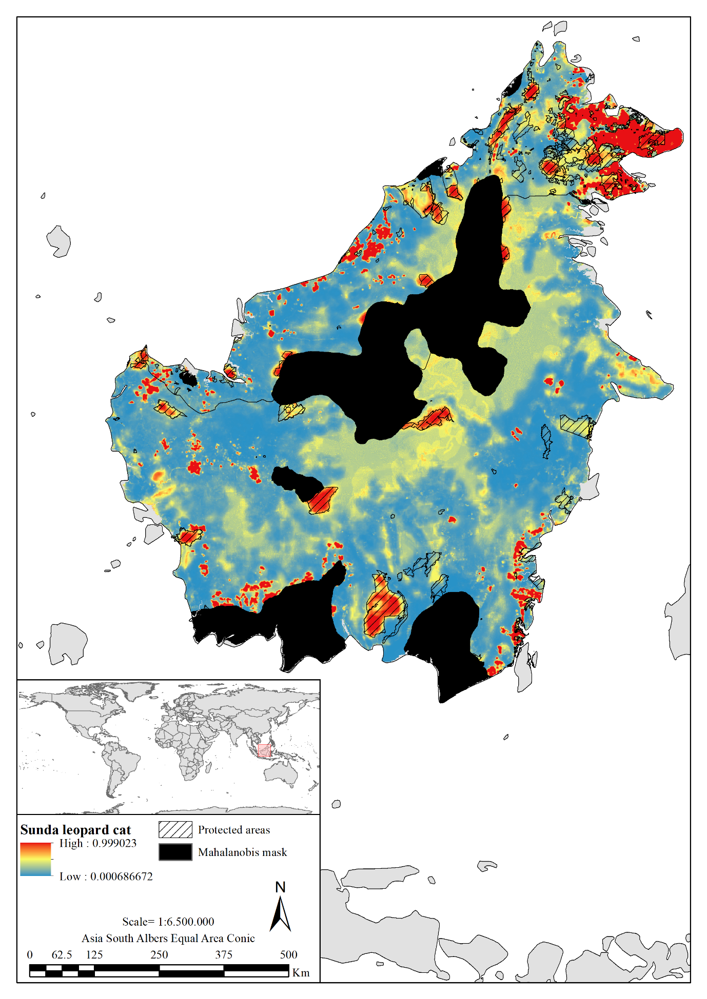 Sunda leopard cat
High : 0.999023
Low : 0.000686672
Protected areas
Mahalanobis mask
N
Scale= 1:6.500.000
Asia South Albers Equal Area Conic
0 62.5 125 250 375 500
Km